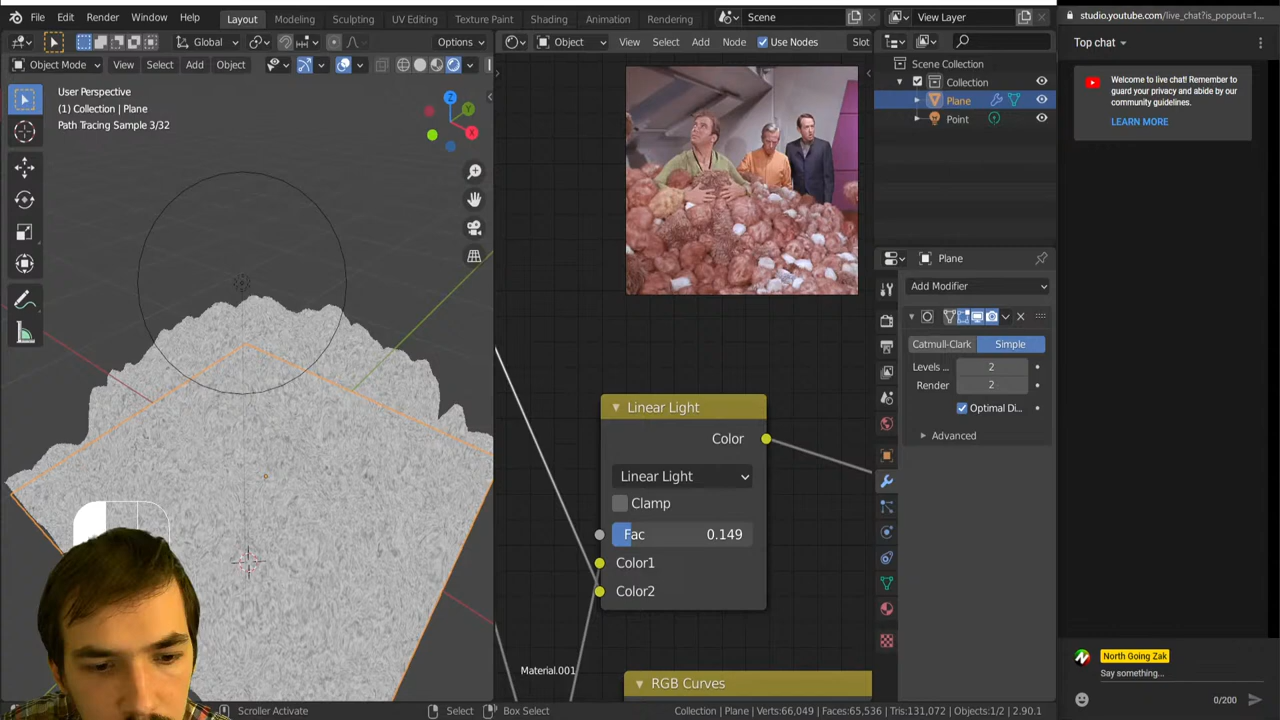 File Edit Render Window Help Layout Modeling Sculpting UV Editing Texture Paint Shading Animation Rendering Scene View Layer
studio.youtube.com/live_chat?is_popout=1...
Global Options Object View Select Add Node Use Nodes Slot
Object Mode View Select Add Object
Top chat
User Perspective
(1) Collection | Plane
Path Tracing Sample 3/32
Z
Y
X
Scene Collection
Collection
Plane
Point
Welcome to live chat! Remember to
guard your privacy and abide by our
community guidelines.
LEARN MORE
Plane
Add Modifier
Catmull-Clark Simple
Levels ... 2
Render 2
Optimal Di...
Advanced
Linear Light
Color
Linear Light
Clamp
Fac 0.149
Color1
Color2
Material.001
RGB Curves
North Going Zak
Say something...
0/200
Scroller Activate Select Box Select Collection | Plane | Verts:66,049 | Faces:65,536 | Tris:131,072 | Objects:1/2 | 2.90.1